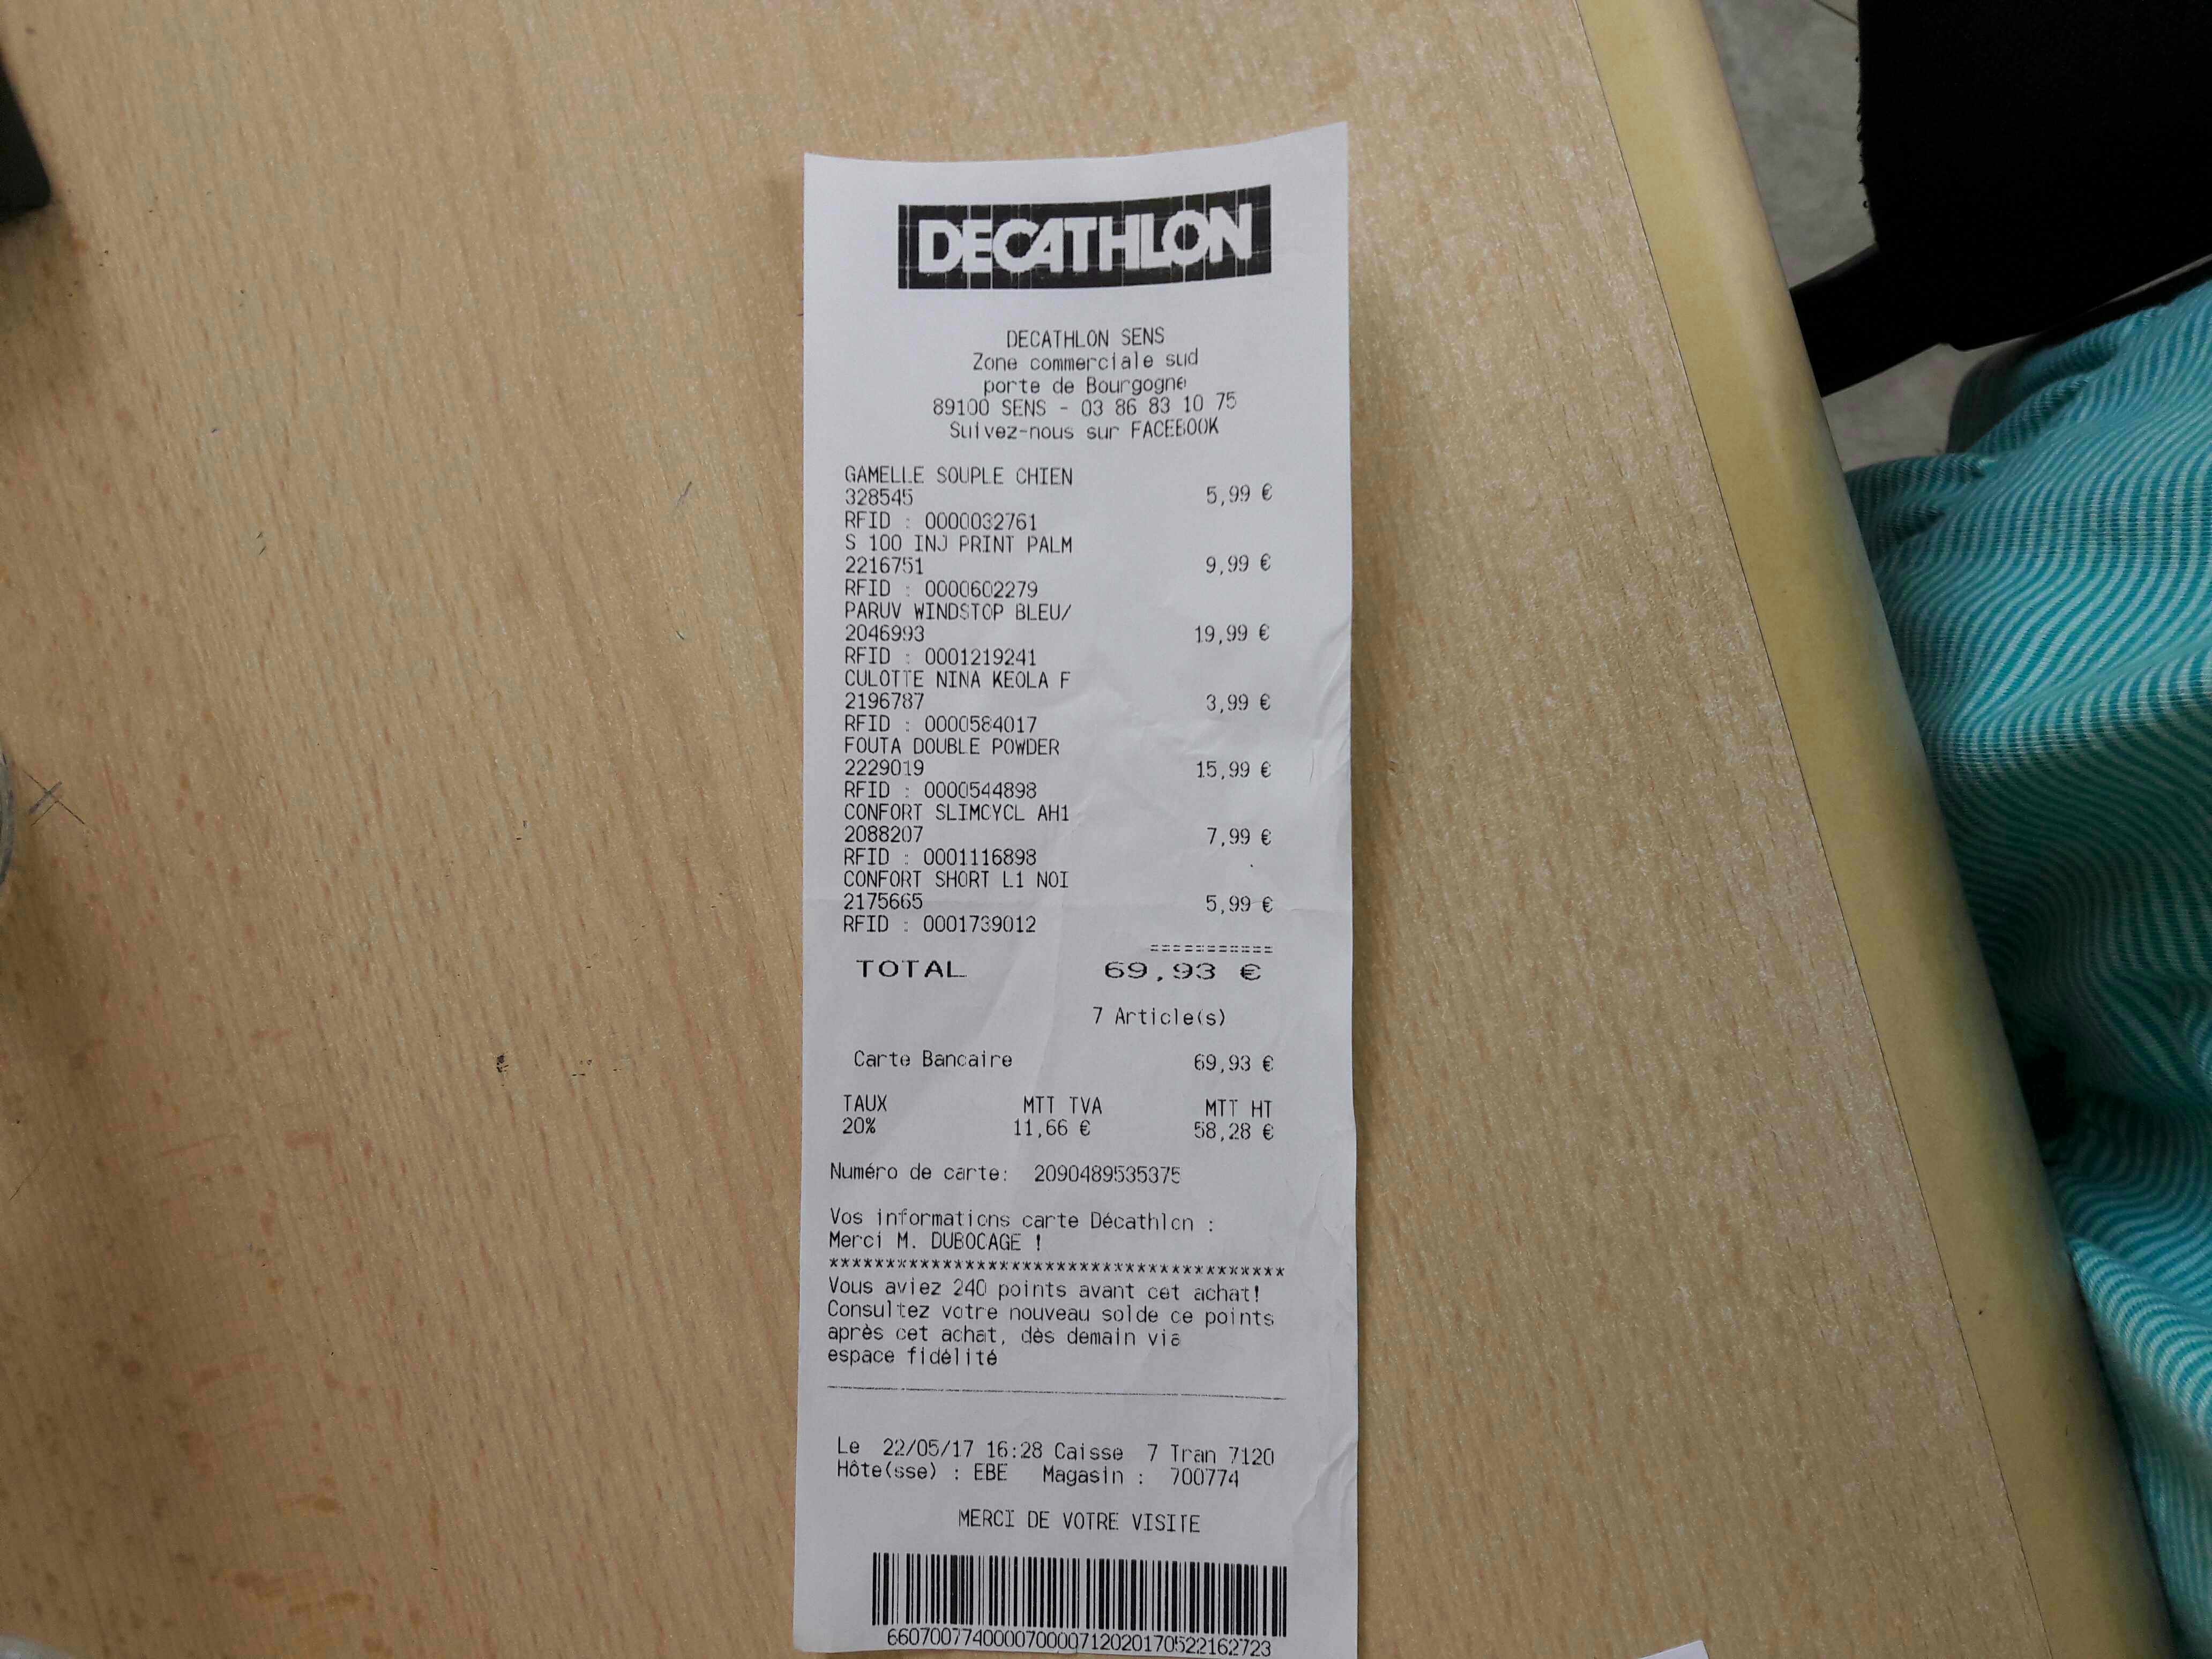 DECATHLON
DECATHLON SENS
Zone commerciale sud
porte de Bourgogne
89100 SENS - 03 86 83 10 75
Suivez-nous sur FACEBOOK
GAMELLE SOUPLE CHIEN
328545 5,99 €
RFID : 0000032761
S 100 INJ PRINT PALM
2216751 9,99 €
RFID : 0000602279
PARUV WINDSTOP BLEU/
2046993 19,99 €
RFID : 0001219241
CULOTTE NINA KEOLA F
2196787 3,99 €
RFID : 0000584017
FOUTA DOUBLE POWDER
2229019 15,99 €
RFID : 0000544898
CONFORT SLIMCYCL AH1
2088207 7,99 €
RFID : 0001116898
CONFORT SHORT L1 NOI
2175665 5,99 €
RFID : 0001739012
===========
TOTAL 69,93 €
7 Article(s)
Carte Bancaire 69,93 €
TAUX MTT TVA MTT HT
20% 11,66 € 58,28 €
Numéro de carte: 2090489535375
Vos informations carte Décathlon :
Merci M. DUBOCAGE !
****************************************
Vous aviez 240 points avant cet achat!
Consultez votre nouveau solde de points
après cet achat, dès demain via
espace fidélité
Le 22/05/17 16:28 Caisse 7 Tran 7120
Hôte(sse) : EBE Magasin : 700774
MERCI DE VOTRE VISITE
660700774000070000712020170522162723